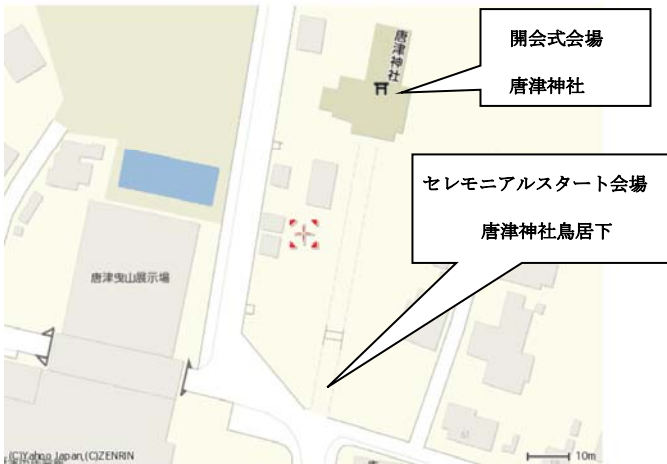 開会式会場
唐津神社
唐津神社
セレモニアルスタート会場
唐津神社鳥居下
唐津曳山展示場
(C)Yahoo Japan,(C)ZENRIN
10m